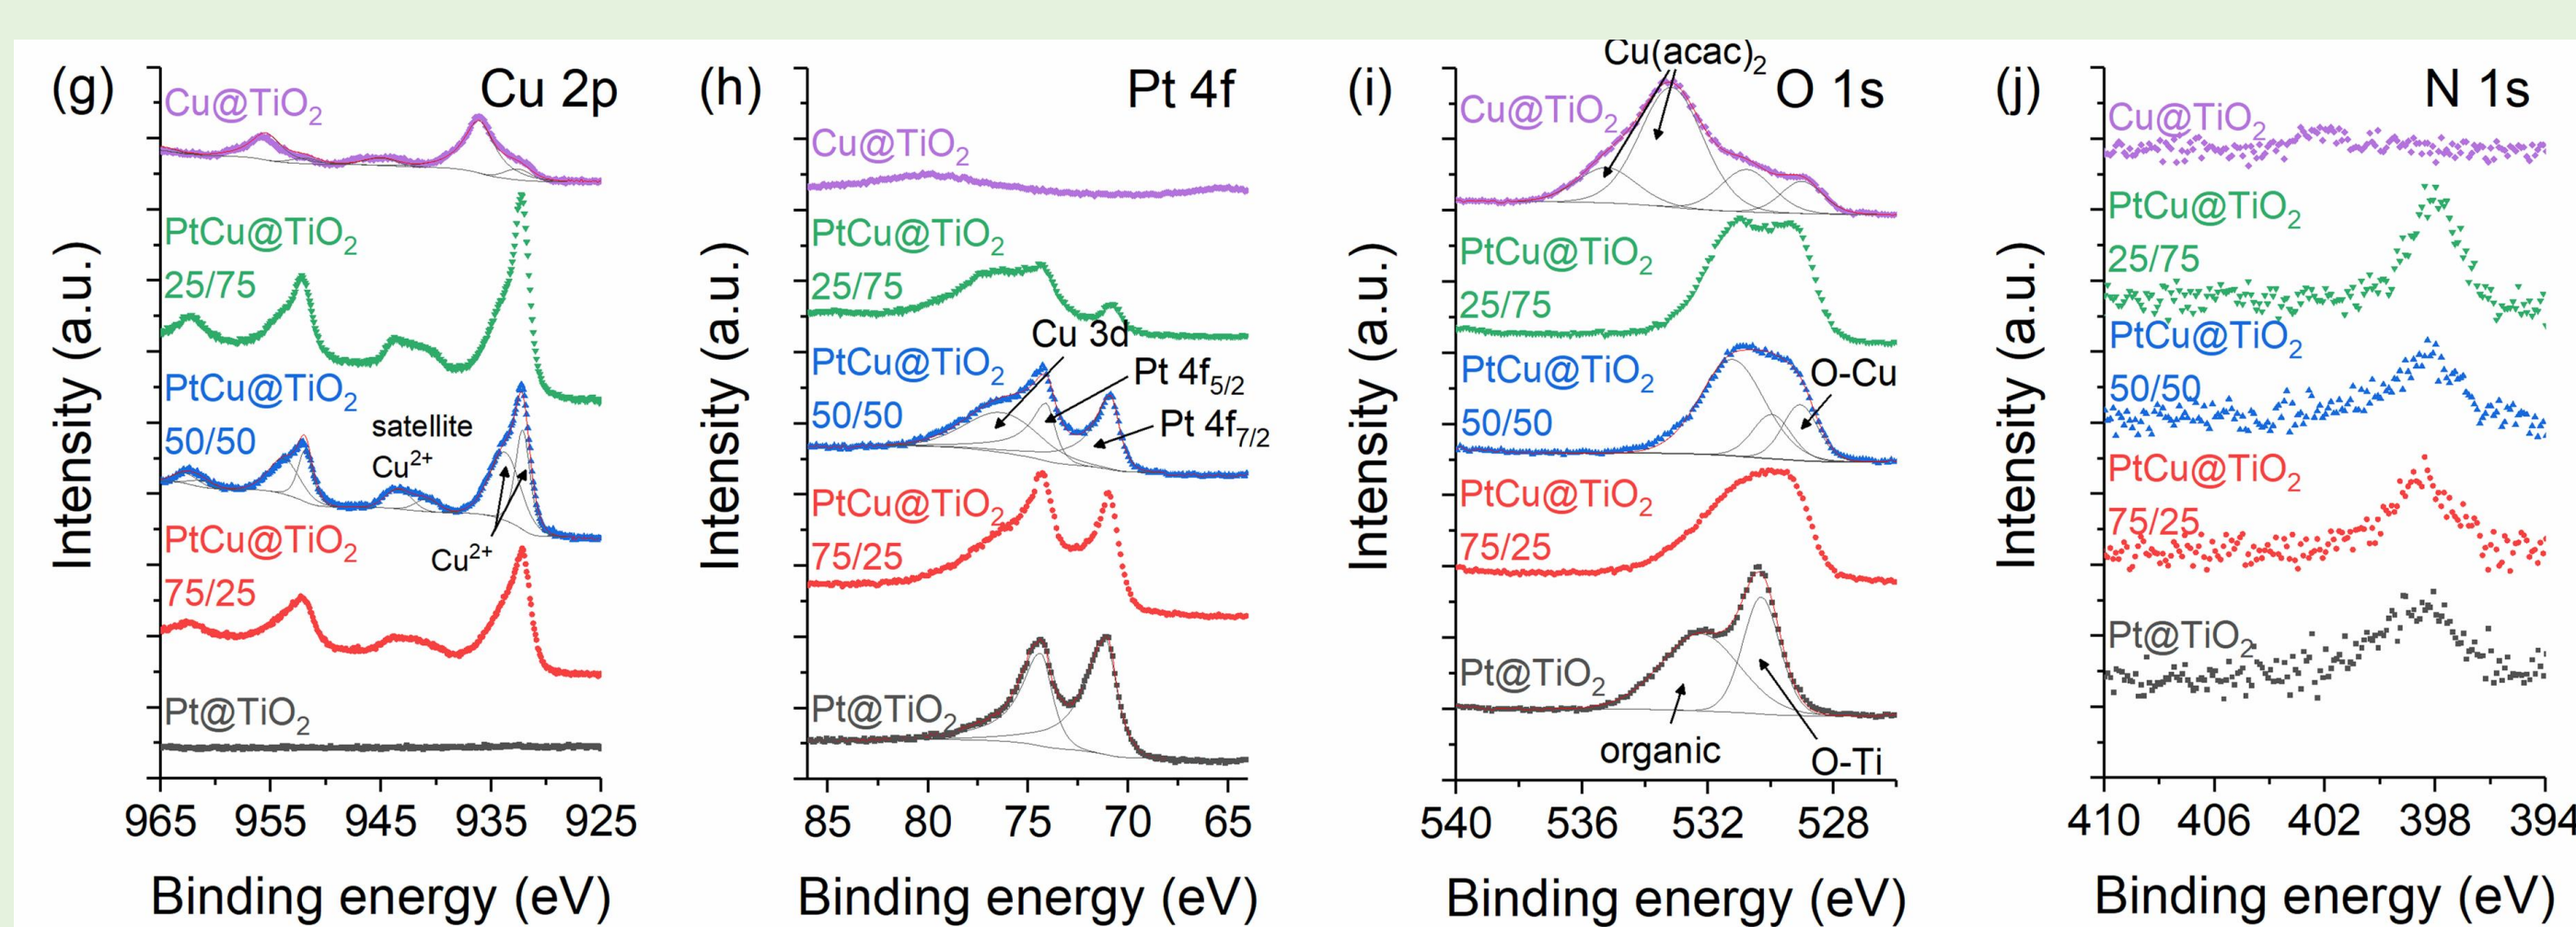 (g)
Cu 2p
Cu@TiO2
PtCu@TiO2
25/75
PtCu@TiO2
50/50
satellite
Cu2+
Cu2+
PtCu@TiO2
75/25
Pt@TiO2
Intensity (a.u.)
965 955 945 935 925
Binding energy (eV)
(h)
Pt 4f
Cu@TiO2
PtCu@TiO2
25/75
Cu 3d
PtCu@TiO2
50/50
Pt 4f5/2
Pt 4f7/2
PtCu@TiO2
75/25
Pt@TiO2
Intensity (a.u.)
85 80 75 70 65
Binding energy (eV)
(i)
Cu(acac)2
O 1s
Cu@TiO2
PtCu@TiO2
25/75
PtCu@TiO2
50/50
O-Cu
PtCu@TiO2
75/25
Pt@TiO2
organic
O-Ti
Intensity (a.u.)
540 536 532 528
Binding energy (eV)
(j)
N 1s
Cu@TiO2
PtCu@TiO2
25/75
PtCu@TiO2
50/50
PtCu@TiO2
75/25
Pt@TiO2
Intensity (a.u.)
410 406 402 398 394
Binding energy (eV)